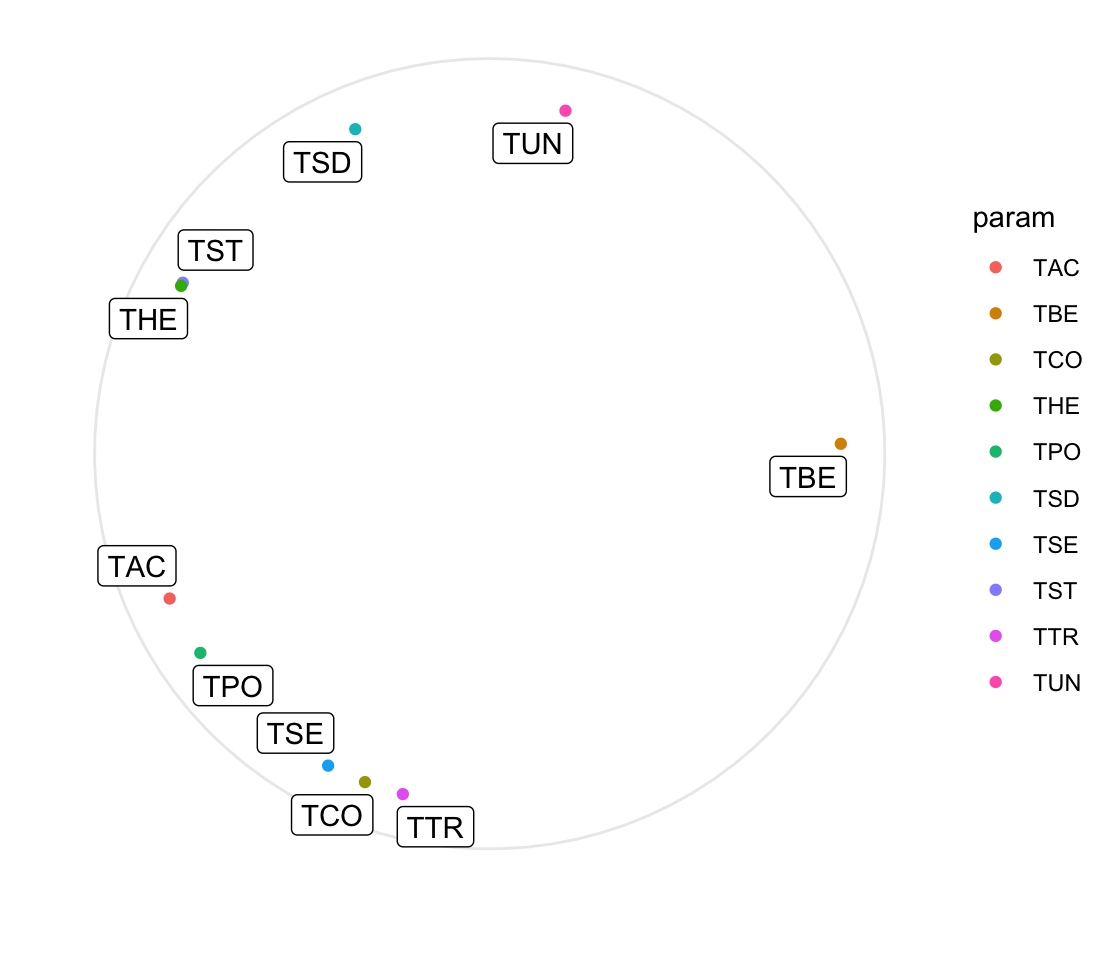 TUN
TSD
TST
THE
TBE
TAC
TPO
TSE
TCO
TTR
param
TAC
TBE
TCO
THE
TPO
TSD
TSE
TST
TTR
TUN